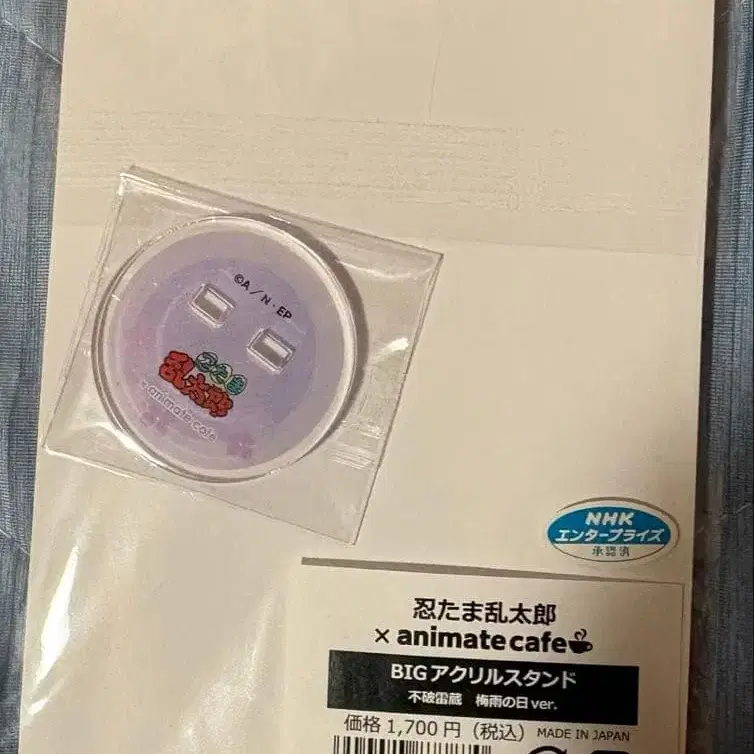 ©A/N・EP
忍たま
乱太郎
× animate cafe
NHK
エンタープライズ
承認済
忍たま乱太郎
× animate cafe
BIGアクリルスタンド
不破雷蔵 梅雨の日ver.
価格1,700円（税込） MADE IN JAPAN